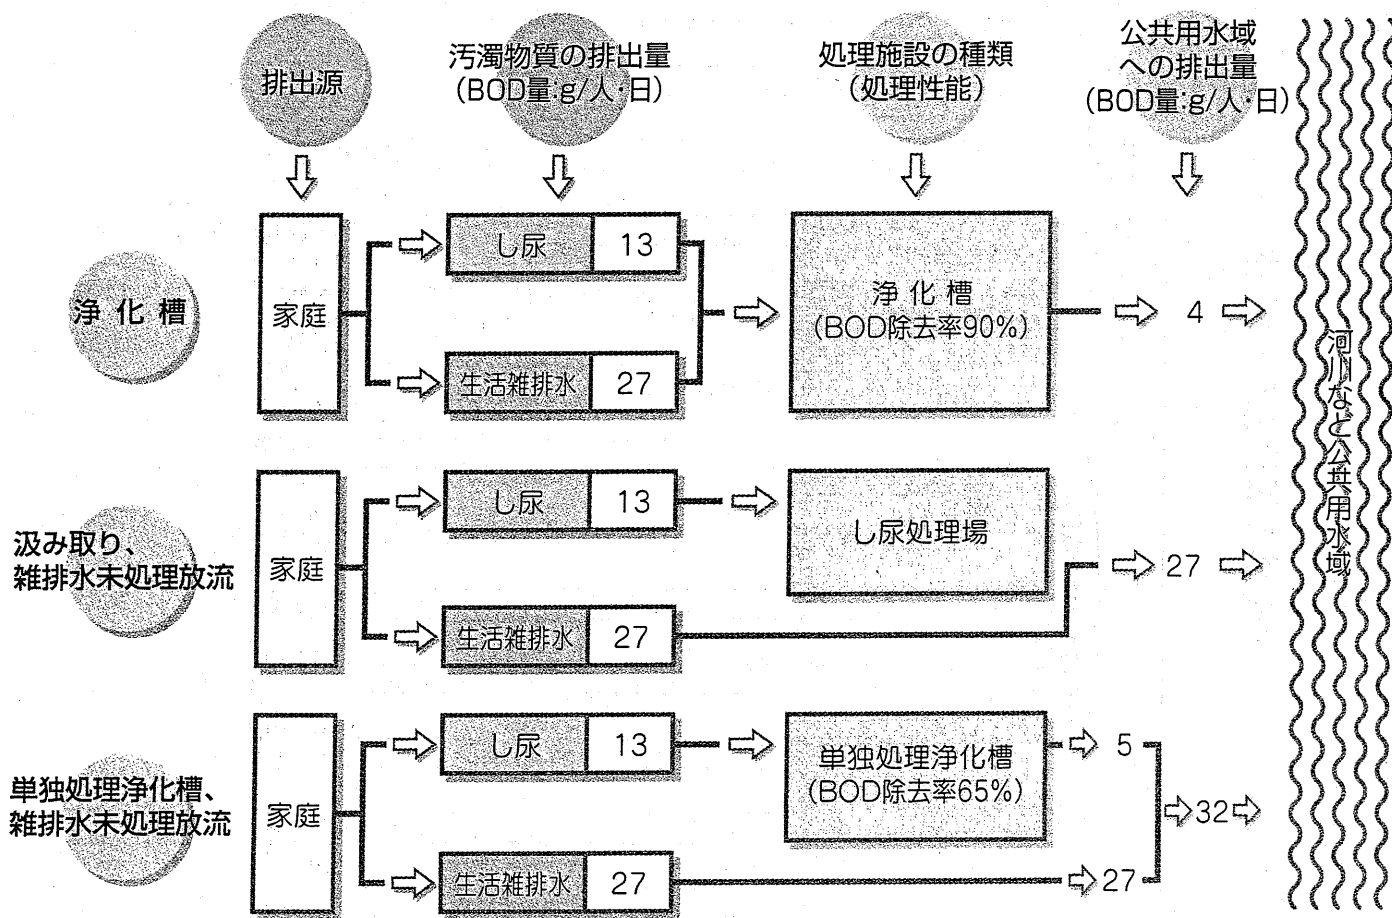 排出源
汚濁物質の排出量
(BOD量:g/人・日)
処理施設の種類
(処理性能)
公共用水域
への排出量
(BOD量:g/人・日)
浄化槽
家庭
し尿 13
生活雑排水 27
浄化槽
(BOD除去率90%)
4
汲み取り、
雑排水未処理放流
家庭
し尿 13
生活雑排水 27
し尿処理場
27
単独処理浄化槽、
雑排水未処理放流
家庭
し尿 13
生活雑排水 27
単独処理浄化槽
(BOD除去率65%)
5
27
32
河川など公共用水域